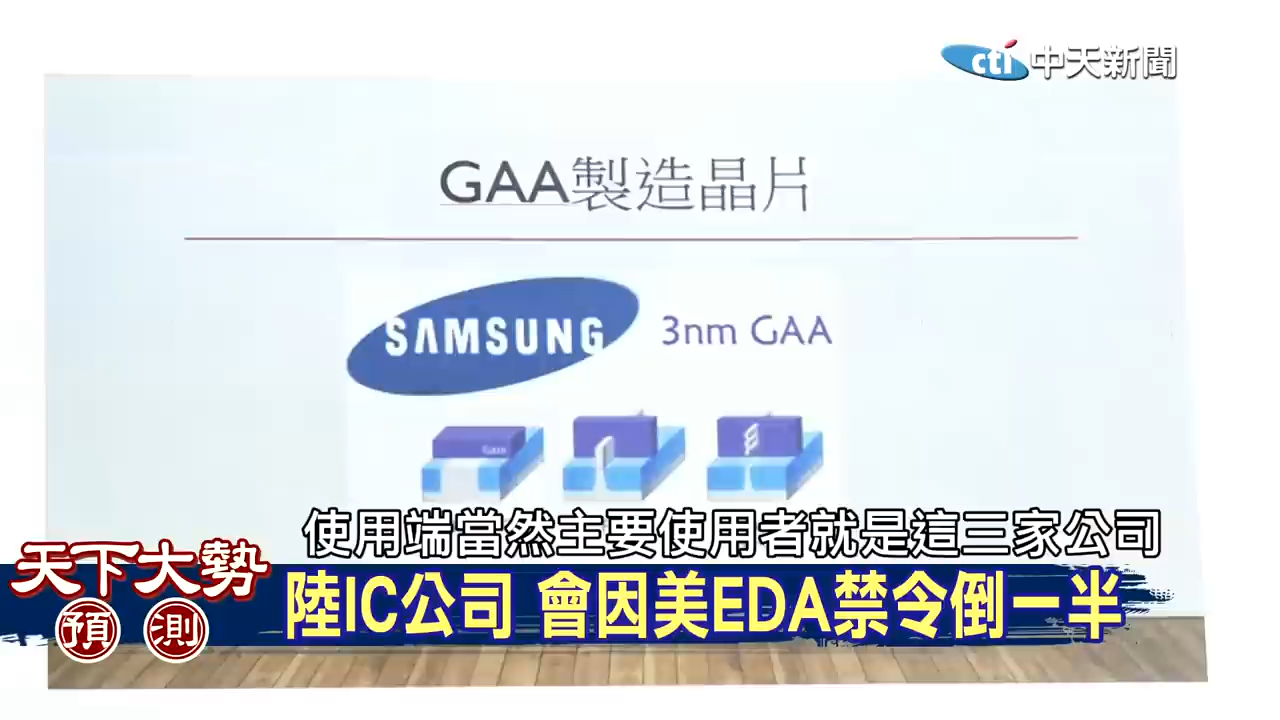 cti 中天新聞
GAA製造晶片
SAMSUNG
3nm GAA
Gate
使用端當然主要使用者就是這三家公司
天下大勢
預測
陸IC公司 會因美EDA禁令倒一半